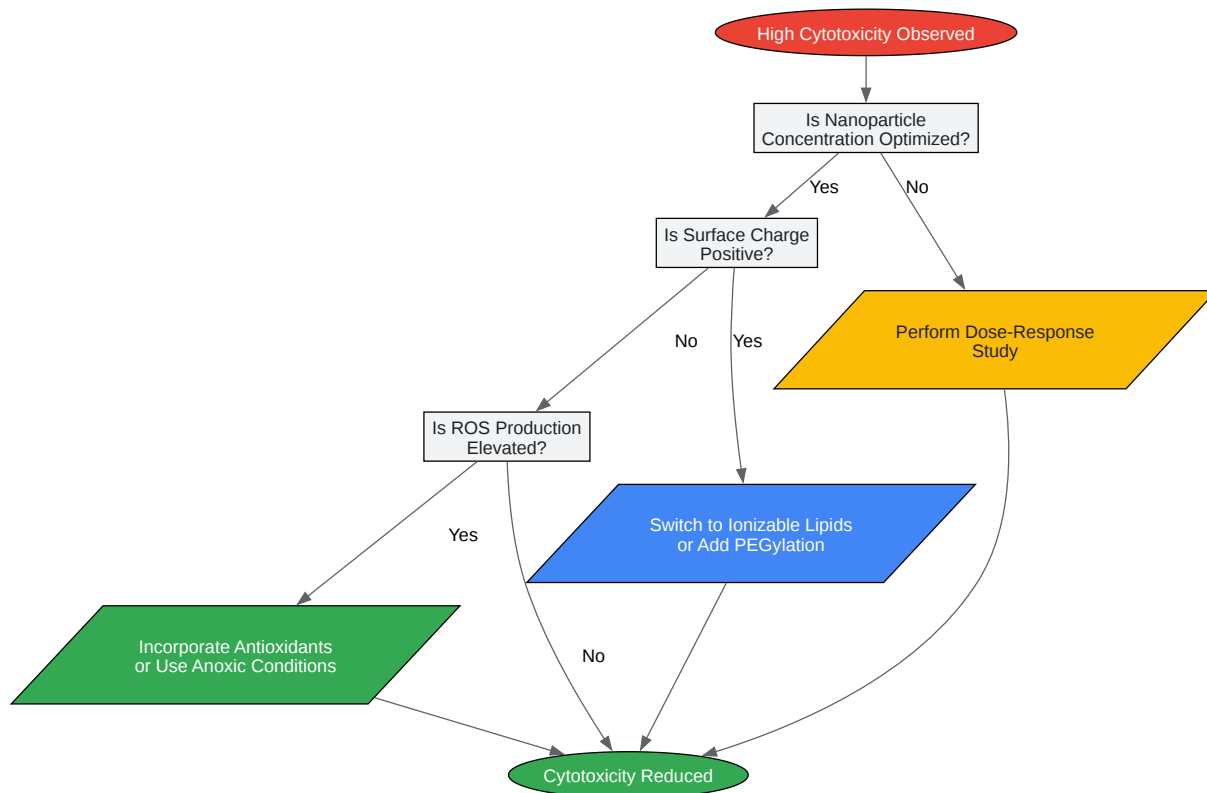 High Cytotoxicity Observed
Is Nanoparticle
Concentration Optimized?
Yes
No
Is Surface Charge
Positive?
Perform Dose-Response
Study
No
Yes
Is ROS Production
Elevated?
Switch to Ionizable Lipids
or Add PEGylation
Yes
Incorporate Antioxidants
or Use Anoxic Conditions
No
Cytotoxicity Reduced